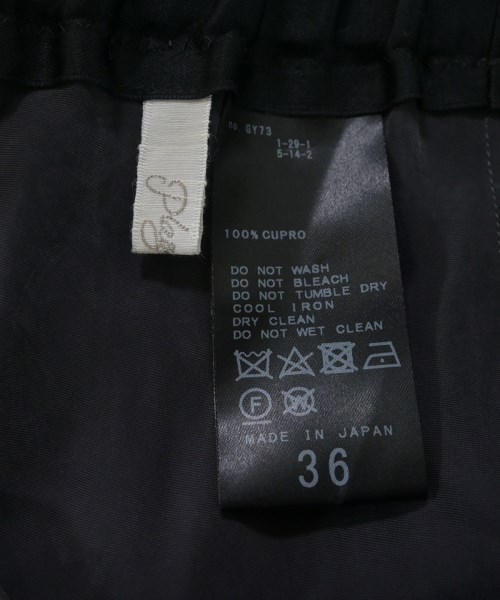 no GY73
1-29-1
5-14-2
100% CUPRO
DO NOT WASH
DO NOT BLEACH
DO NOT TUMBLE DRY
COOL IRON
DRY CLEAN
DO NOT WET CLEAN
F W
MADE IN JAPAN
36